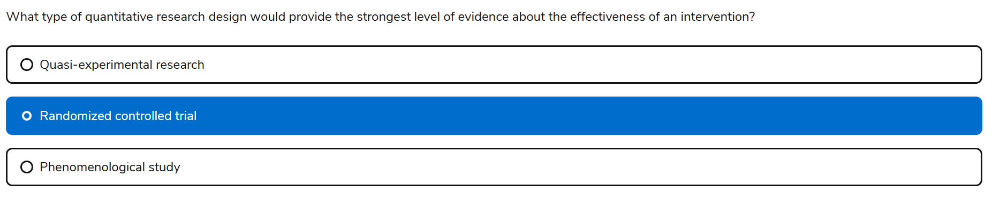 What type of quantitative research design would provide the strongest level of evidence about the effectiveness of an intervention?
Quasi-experimental research
Randomized controlled trial
Phenomenological study